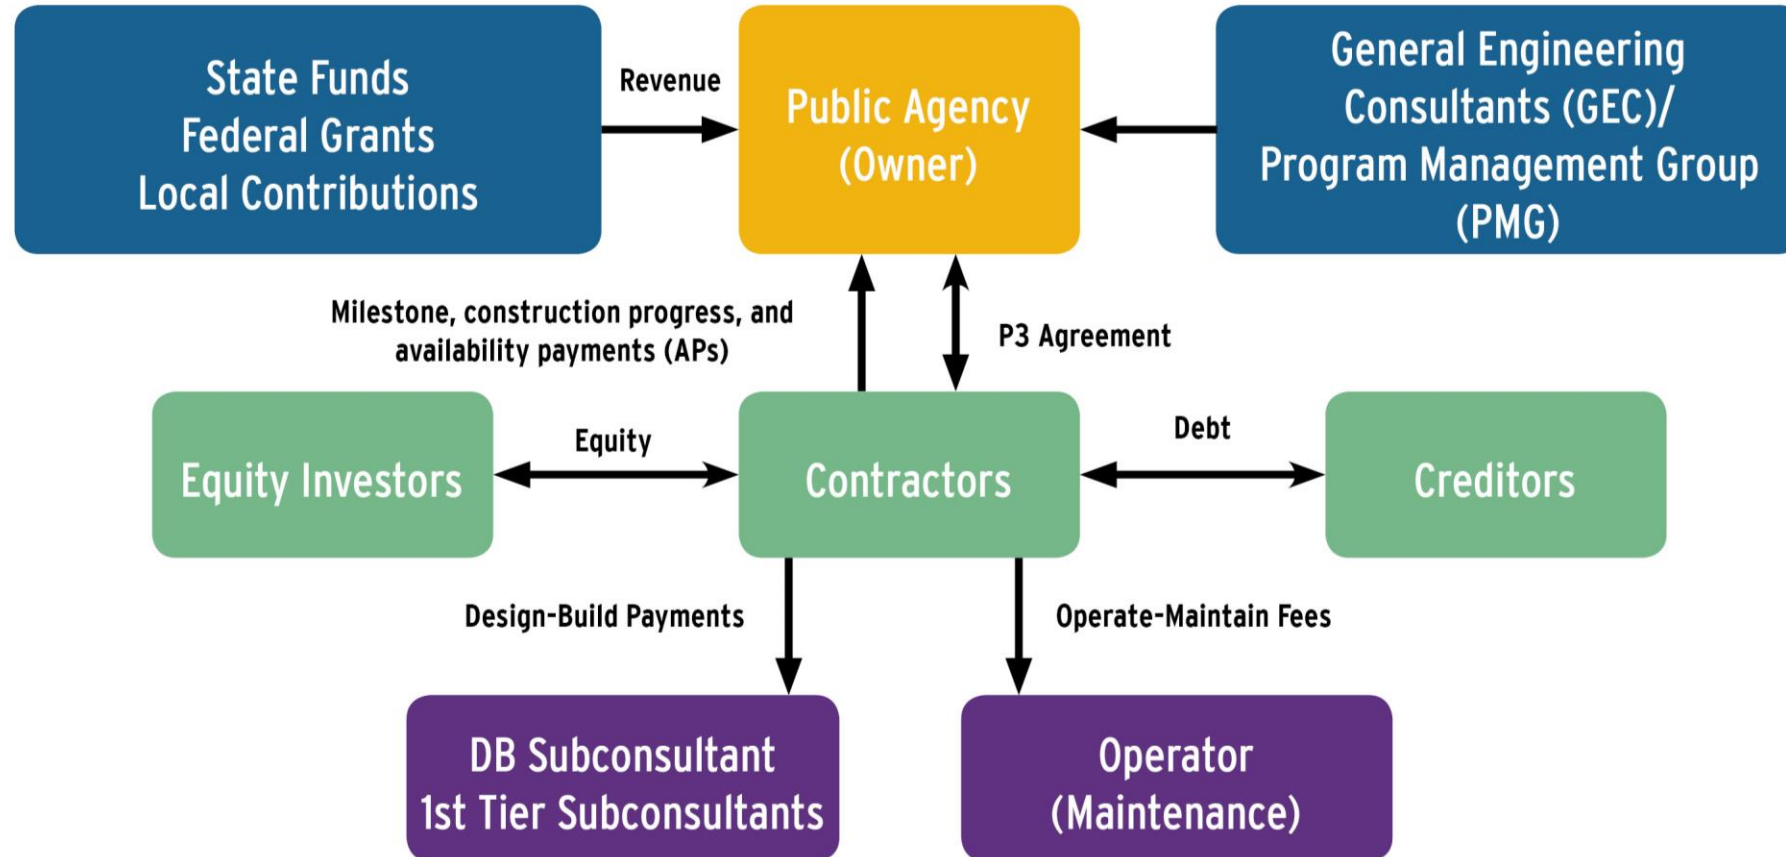 State Funds
Federal Grants
Local Contributions
Revenue
Public Agency
(Owner)
General Engineering
Consultants (GEC)/
Program Management Group
(PMG)
Milestone, construction progress, and
availability payments (APs)
P3 Agreement
Equity Investors
Equity
Contractors
Debt
Creditors
Design-Build Payments
Operate-Maintain Fees
DB Subconsultant
1st Tier Subconsultants
Operator
(Maintenance)